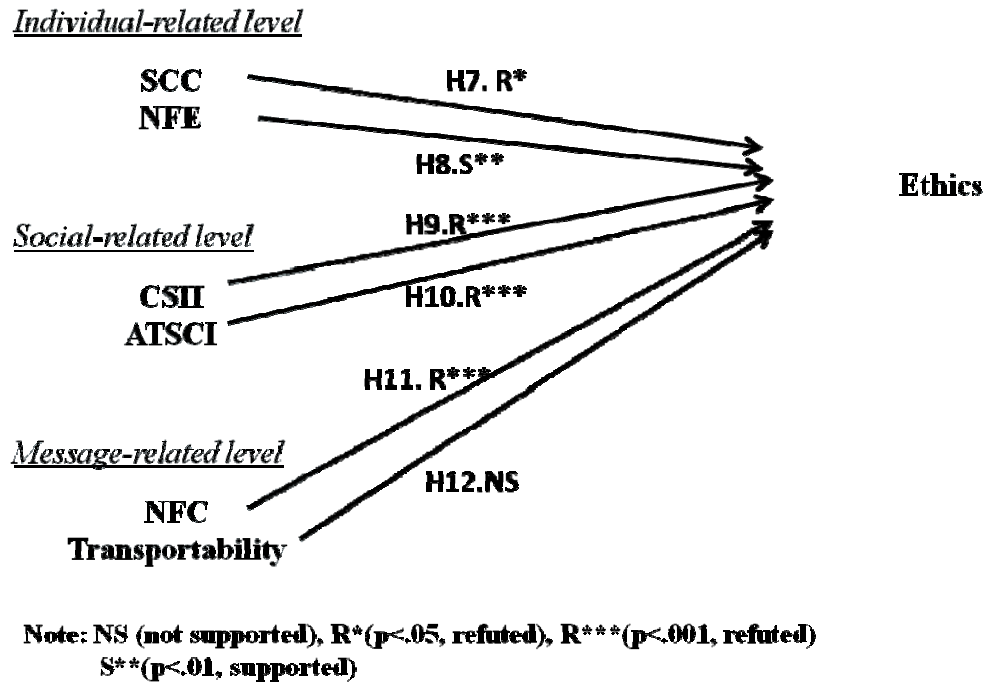 Individual-related level
SCC
H7. R*
NFE
H8.S**
Ethics
H9.R***
Social-related level
CSII
H10.R***
ATSCI
H11. R***
Message-related level
H12.NS
NFC
Transportability
Note: NS (not supported), R*(p<.05, refuted), R***(p<.001, refuted)
S**(p<.01, supported)